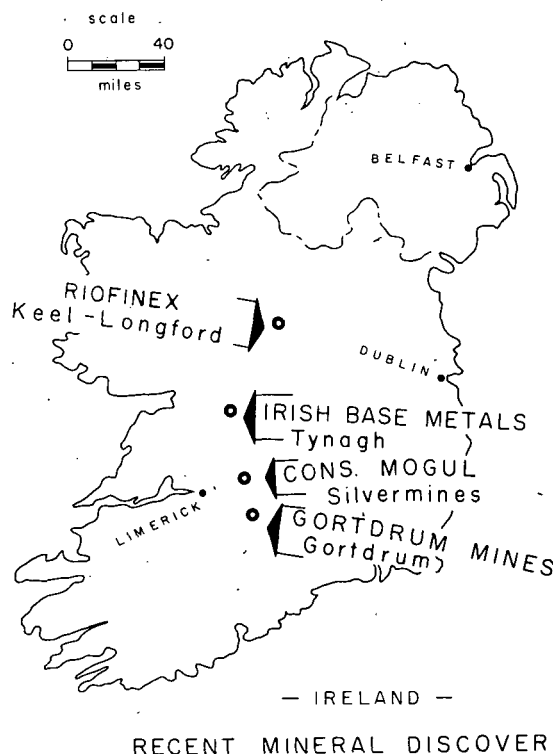 scale
0 40
miles
BELFAST
RIOFINEX
Keel-Longford
DUBLIN
IRISH BASE METALS
Tynagh
CONS. MOGUL
Silvermines
LIMERICK
GORTDRUM MINES
Gortdrum
— IRELAND —
RECENT MINERAL DISCOVER